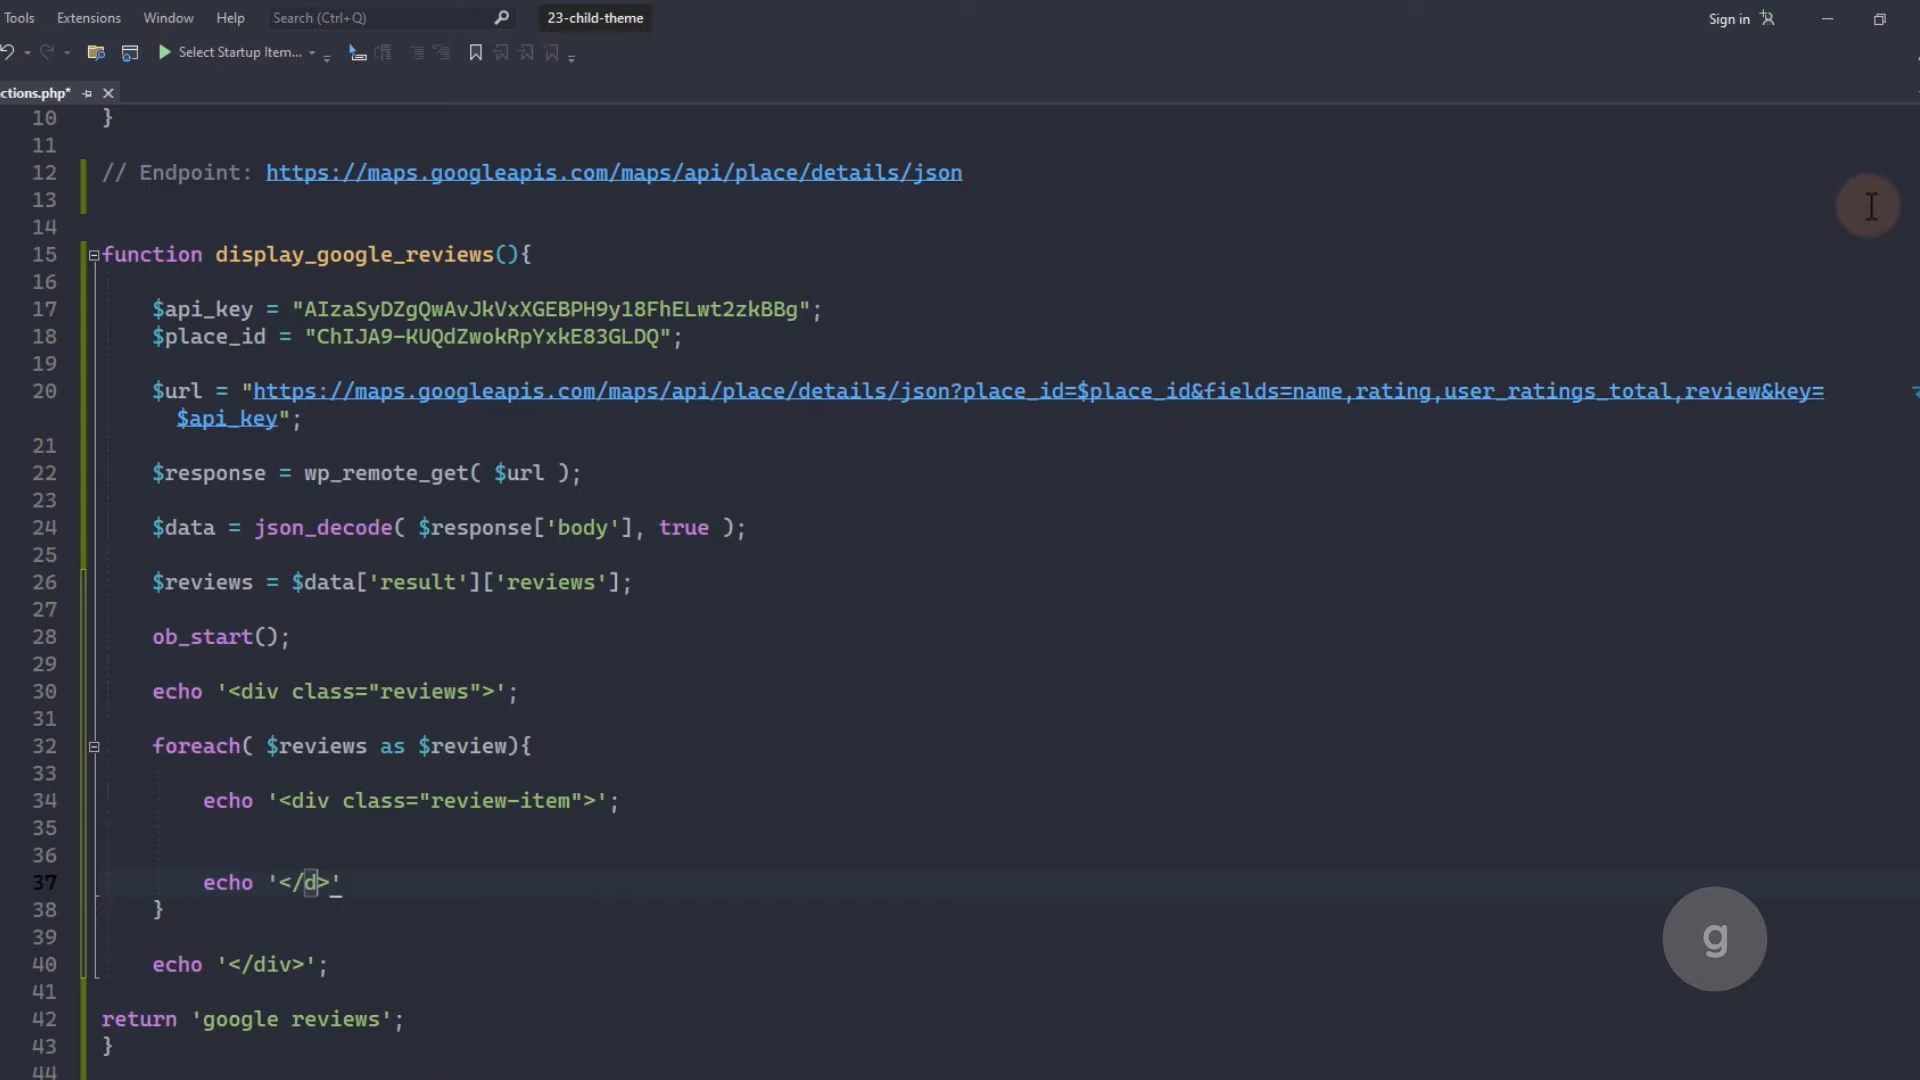 Tools Extensions Window Help Search (Ctrl+Q) 23-child-theme Sign in
Select Startup Item...
ctions.php*
10 }
11
12 // Endpoint: https://maps.googleapis.com/maps/api/place/details/json
13
14
15 function display_google_reviews(){
16
17 $api_key = "AIzaSyDZgQwAvJkVxXGEBPH9y18FhELwt2zkBBg";
18 $place_id = "ChIJA9-KUQdZwokRpYxkE83GLDQ";
19
20 $url = "https://maps.googleapis.com/maps/api/place/details/json?place_id=$place_id&fields=name,rating,user_ratings_total,review&key=
$api_key";
21
22 $response = wp_remote_get( $url );
23
24 $data = json_decode( $response['body'], true );
25
26 $reviews = $data['result']['reviews'];
27
28 ob_start();
29
30 echo '<div class="reviews">';
31
32 foreach( $reviews as $review){
33
34 echo '<div class="review-item">';
35
36
37 echo '</d>'
38 }
39
40 echo '</div>';
41
42 return 'google reviews';
43 }
44
g